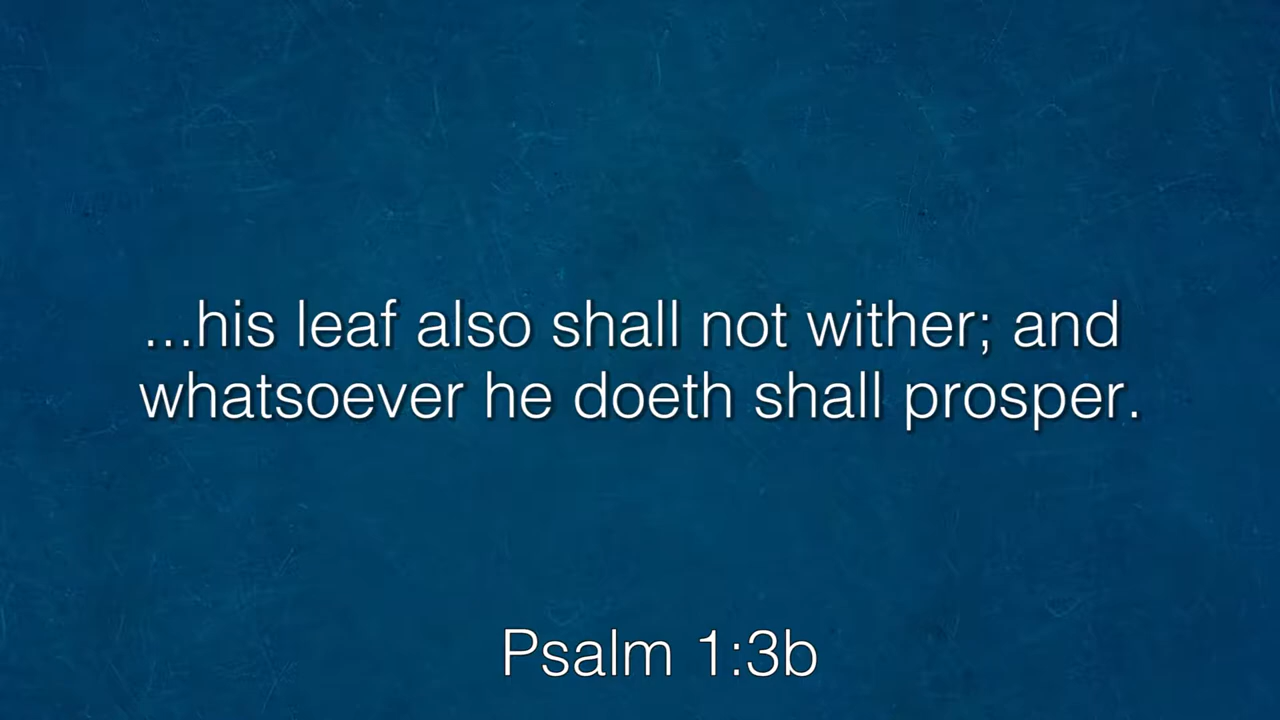 ...his leaf also shall not wither; and
whatsoever he doeth shall prosper.
Psalm 1:3b